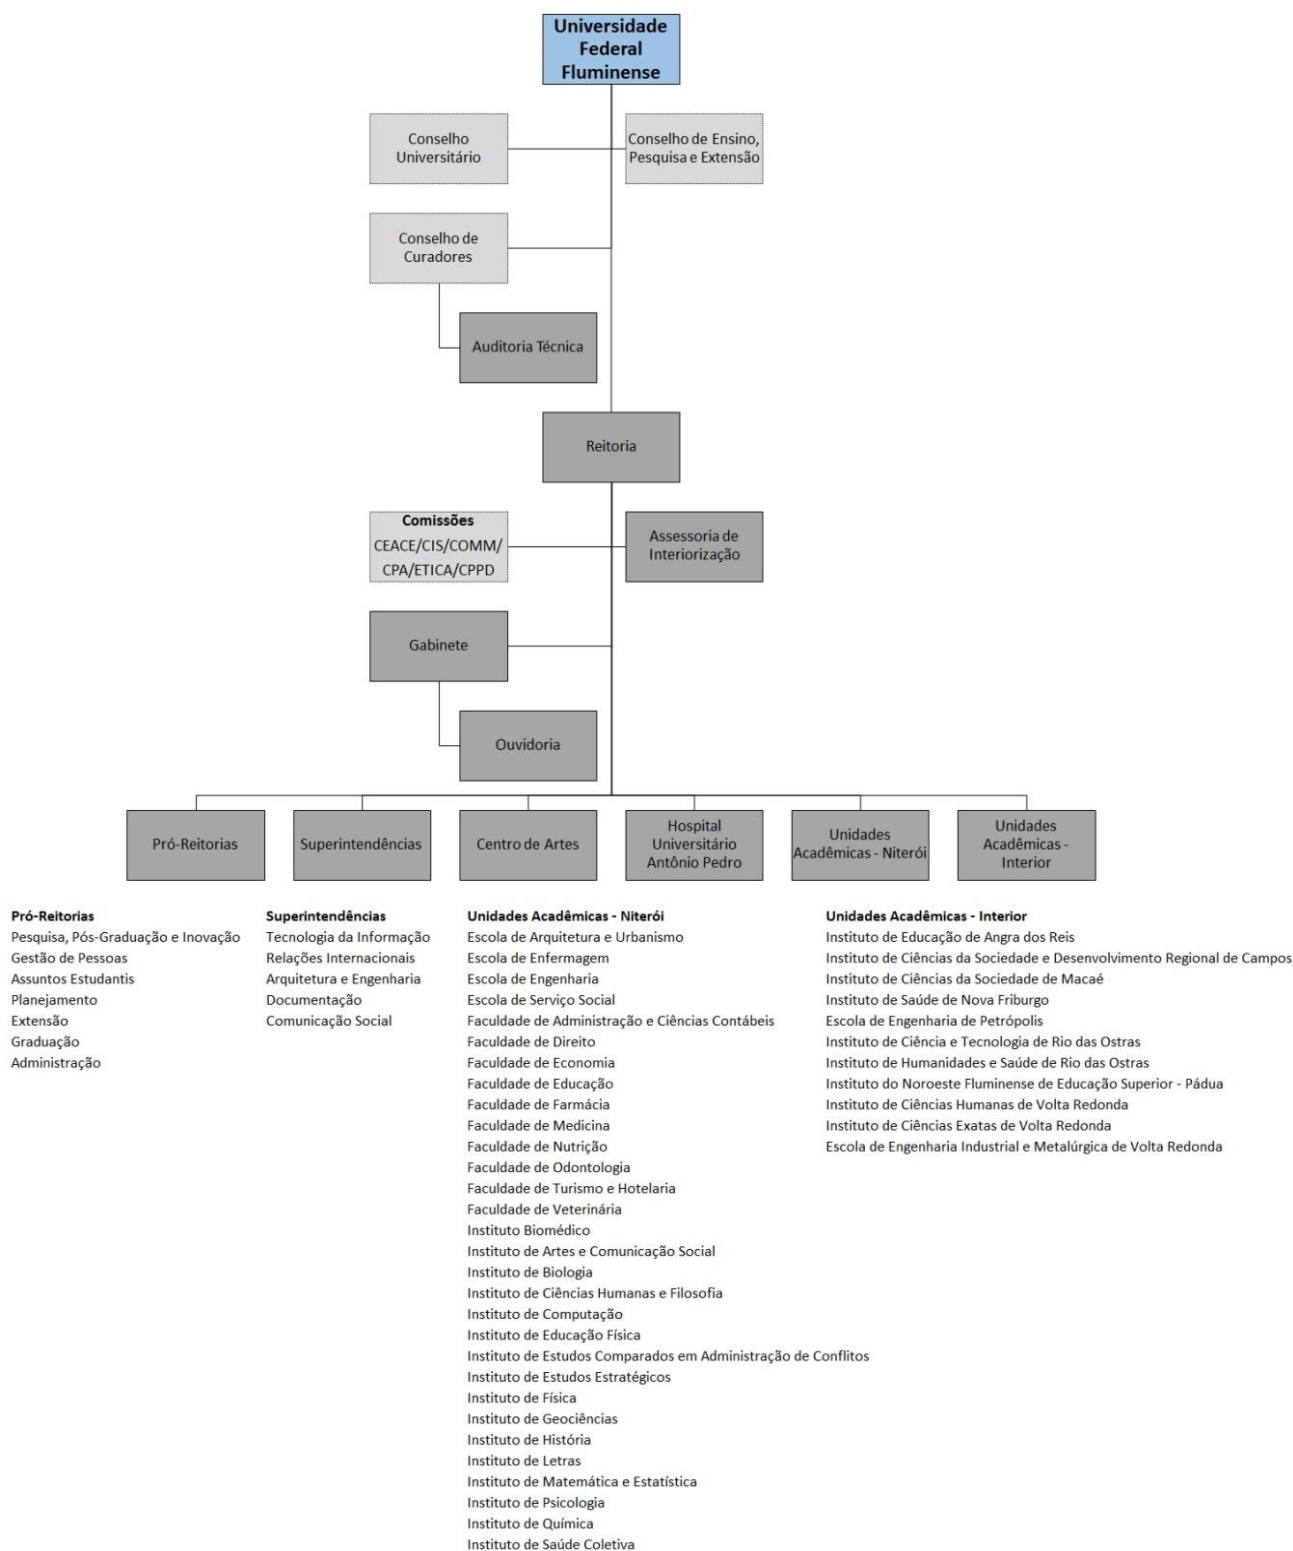 Universidade
Federal
Fluminense
Conselho
Universitário
Conselho de Ensino,
Pesquisa e Extensão
Conselho de
Curadores
Auditoria Técnica
Reitoria
Comissões
CEACE/CIS/COMM/
CPA/ETICA/CPPD
Assessoria de
Interiorização
Gabinete
Ouvidoria
Pró-Reitorias
Superintendências
Centro de Artes
Hospital
Universitário
Antônio Pedro
Unidades
Acadêmicas - Niterói
Unidades
Acadêmicas -
Interior
Pró-Reitorias
Pesquisa, Pós-Graduação e Inovação
Gestão de Pessoas
Assuntos Estudantis
Planejamento
Extensão
Graduação
Administração
Superintendências
Tecnologia da Informação
Relações Internacionais
Arquitetura e Engenharia
Documentação
Comunicação Social
Unidades Acadêmicas - Niterói
Escola de Arquitetura e Urbanismo
Escola de Enfermagem
Escola de Engenharia
Escola de Serviço Social
Faculdade de Administração e Ciências Contábeis
Faculdade de Direito
Faculdade de Economia
Faculdade de Educação
Faculdade de Farmácia
Faculdade de Medicina
Faculdade de Nutrição
Faculdade de Odontologia
Faculdade de Turismo e Hotelaria
Faculdade de Veterinária
Instituto Biomédico
Instituto de Artes e Comunicação Social
Instituto de Biologia
Instituto de Ciências Humanas e Filosofia
Instituto de Computação
Instituto de Educação Física
Instituto de Estudos Comparados em Administração de Conflitos
Instituto de Estudos Estratégicos
Instituto de Física
Instituto de Geociências
Instituto de História
Instituto de Letras
Instituto de Matemática e Estatística
Instituto de Psicologia
Instituto de Química
Instituto de Saúde Coletiva
Unidades Acadêmicas - Interior
Instituto de Educação de Angra dos Reis
Instituto de Ciências da Sociedade e Desenvolvimento Regional de Campos
Instituto de Ciências da Sociedade de Macaé
Instituto de Saúde de Nova Friburgo
Escola de Engenharia de Petrópolis
Instituto de Ciência e Tecnologia de Rio das Ostras
Instituto de Humanidades e Saúde de Rio das Ostras
Instituto do Noroeste Fluminense de Educação Superior - Pádua
Instituto de Ciências Humanas de Volta Redonda
Instituto de Ciências Exatas de Volta Redonda
Escola de Engenharia Industrial e Metalúrgica de Volta Redonda